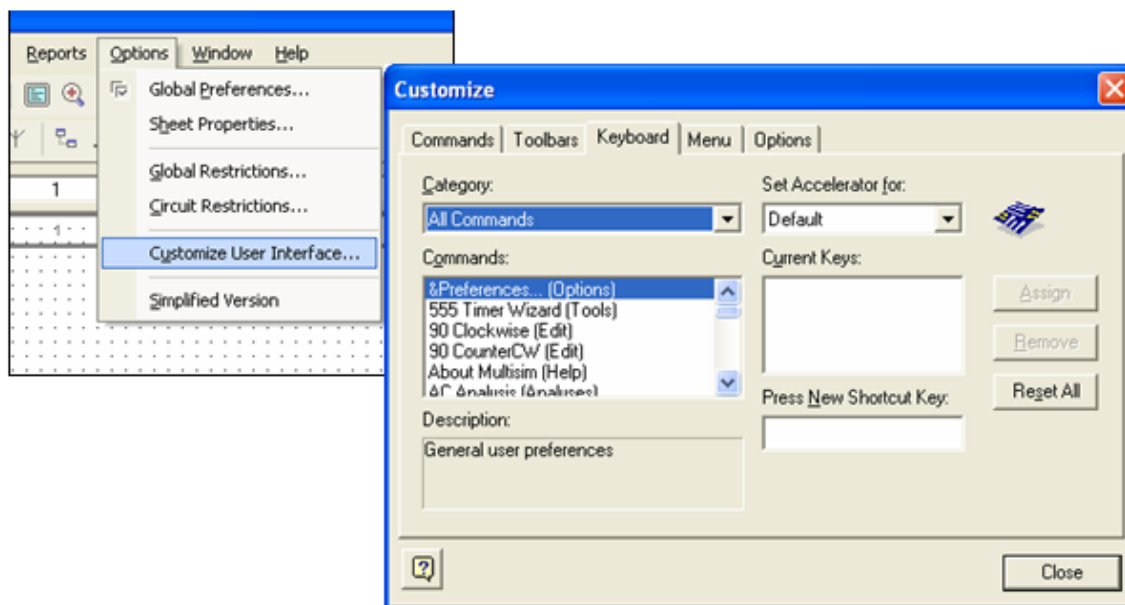 Reports Options Window Help
Global Preferences...
Sheet Properties...
1
Global Restrictions...
Circuit Restrictions...
1
Customize User Interface...
Simplified Version
Customize
Commands Toolbars Keyboard Menu Options
Category:
All Commands
Set Accelerator for:
Default
Commands:
&Preferences... (Options)
555 Timer Wizard (Tools)
90 Clockwise (Edit)
90 CounterCW (Edit)
About Multisim (Help)
AC Analysis (Analyses)
Current Keys:
Assign
Remove
Reset All
Press New Shortcut Key:
Description:
General user preferences
Close